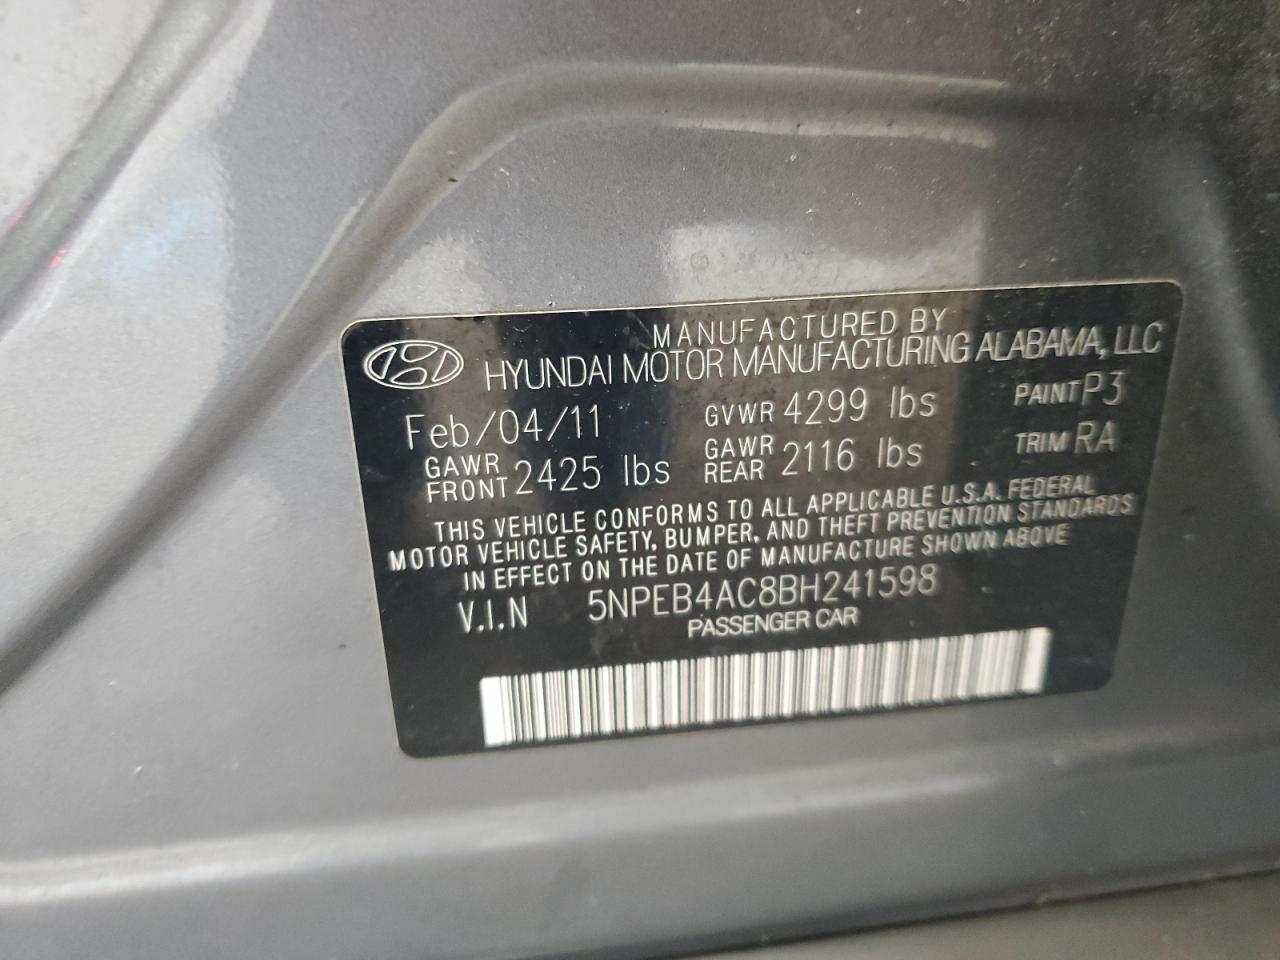 MANUFACTURED BY
HYUNDAI MOTOR MANUFACTURING ALABAMA, LLC
Feb/04/11 GVWR 4299 lbs PAINT P3
GAWR FRONT 2425 lbs GAWR REAR 2116 lbs TRIM RA
THIS VEHICLE CONFORMS TO ALL APPLICABLE U.S.A. FEDERAL
MOTOR VEHICLE SAFETY, BUMPER, AND THEFT PREVENTION STANDARDS
IN EFFECT ON THE DATE OF MANUFACTURE SHOWN ABOVE
V.I.N 5NPEB4AC8BH241598
PASSENGER CAR